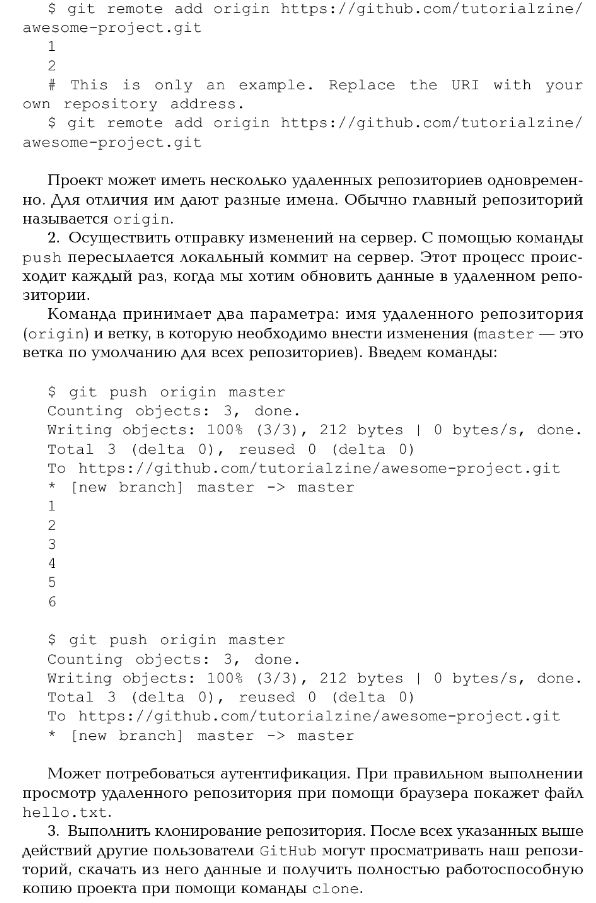 $ git remote add origin https://github.com/tutorialzine/
awesome-project.git
1
2
# This is only an example. Replace the URI with your
own repository address.
$ git remote add origin https://github.com/tutorialzine/
awesome-project.git
Проект может иметь несколько удаленных репозиториев одновремен-
но. Для отличия им дают разные имена. Обычно главный репозиторий
называется origin.
2. Осуществить отправку изменений на сервер. С помощью команды
push пересылается локальный коммит на сервер. Этот процесс проис-
ходит каждый раз, когда мы хотим обновить данные в удаленном репо-
зитории.
Команда принимает два параметра: имя удаленного репозитория
(origin) и ветку, в которую необходимо внести изменения (master — это
ветка по умолчанию для всех репозиториев). Введем команды:
$ git push origin master
Counting objects: 3, done.
Writing objects: 100% (3/3), 212 bytes | 0 bytes/s, done.
Total 3 (delta 0), reused 0 (delta 0)
To https://github.com/tutorialzine/awesome-project.git
* [new branch] master -> master
1
2
3
4
5
6
$ git push origin master
Counting objects: 3, done.
Writing objects: 100% (3/3), 212 bytes | 0 bytes/s, done.
Total 3 (delta 0), reused 0 (delta 0)
To https://github.com/tutorialzine/awesome-project.git
* [new branch] master -> master
Может потребоваться аутентификация. При правильном выполнении
просмотр удаленного репозитория при помощи браузера покажет файл
hello.txt.
3. Выполнить клонирование репозитория. После всех указанных выше
действий другие пользователи GitHub могут просматривать наш репози-
торий, скачать из него данные и получить полностью работоспособную
копию проекта при помощи команды clone.